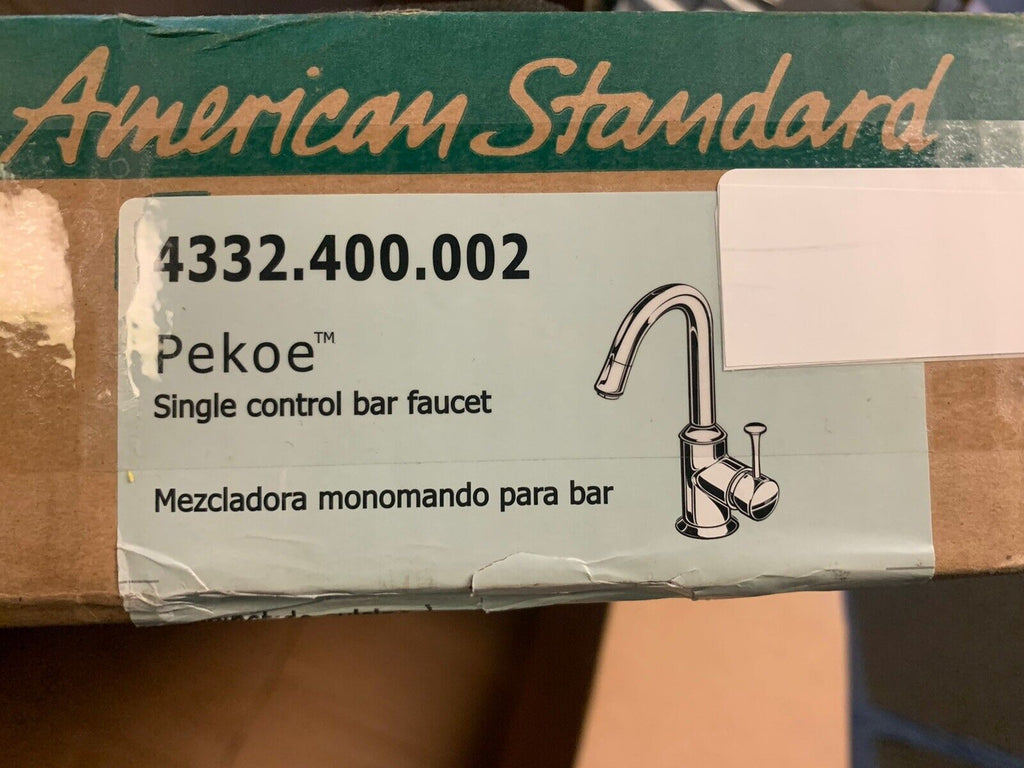 American Standard
4332.400.002
Pekoe™
Single control bar faucet
Mezcladora monomando para bar